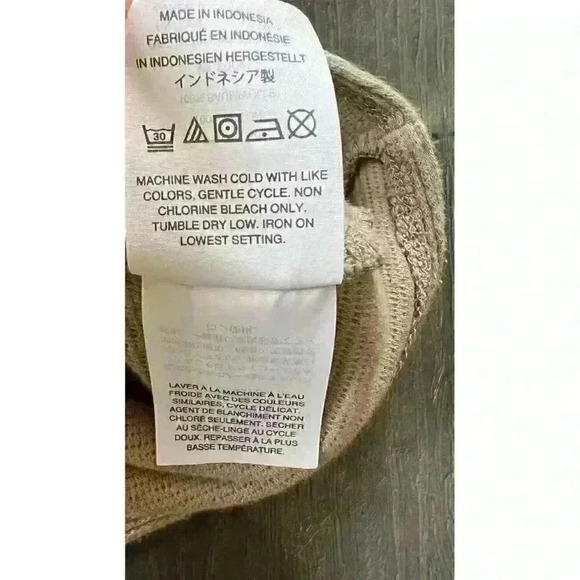 MADE IN INDONESIA
FABRIQUÉ EN INDONÉSIE
IN INDONESIEN HERGESTELLT
インドネシア製
30
MACHINE WASH COLD WITH LIKE
COLORS, GENTLE CYCLE. NON
CHLORINE BLEACH ONLY.
TUMBLE DRY LOW. IRON ON
LOWEST SETTING.
LAVER À LA MACHINE À L'EAU
FROIDE AVEC DES COULEURS
SIMILAIRES, CYCLE DÉLICAT.
AGENT DE BLANCHIMENT NON
CHLORÉ SEULEMENT. SÉCHER
AU SÈCHE-LINGE AU CYCLE
DOUX. REPASSER À LA PLUS
BASSE TEMPÉRATURE.